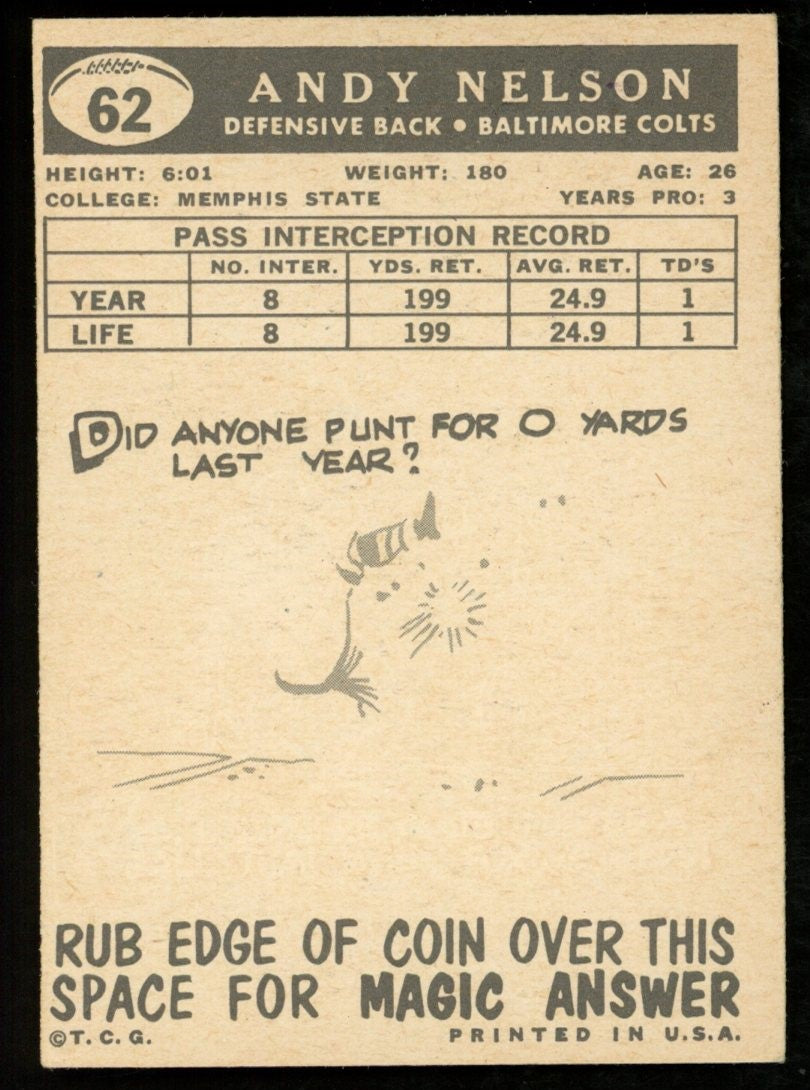 62
ANDY NELSON
DEFENSIVE BACK • BALTIMORE COLTS
HEIGHT: 6:01 WEIGHT: 180 AGE: 26
COLLEGE: MEMPHIS STATE YEARS PRO: 3
PASS INTERCEPTION RECORD
NO. INTER. YDS. RET. AVG. RET. TD'S
YEAR 8 199 24.9 1
LIFE 8 199 24.9 1
DID ANYONE PUNT FOR 0 YARDS
LAST YEAR?
RUB EDGE OF COIN OVER THIS
SPACE FOR MAGIC ANSWER
©T. C. G. PRINTED IN U.S.A.